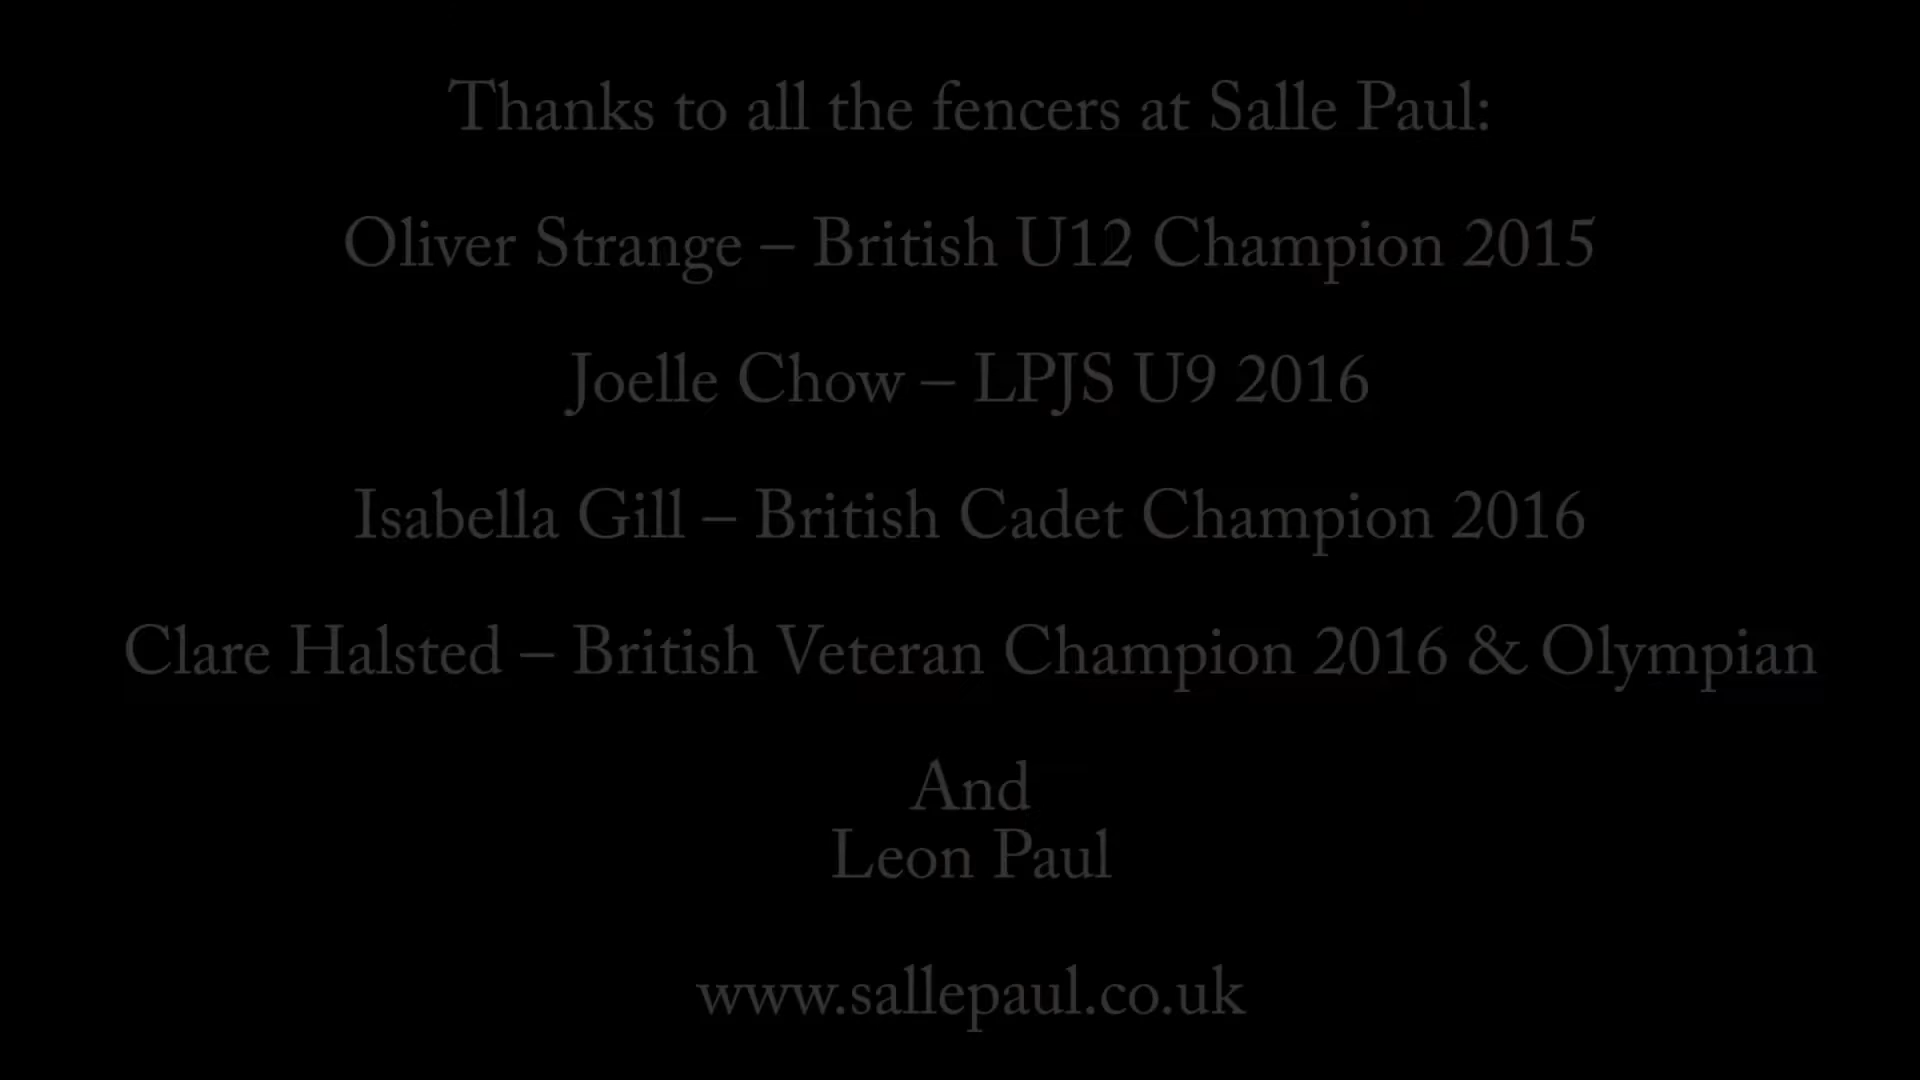 Thanks to all the fencers at Salle Paul:
Oliver Strange – British U12 Champion 2015
Joelle Chow – LPJS U9 2016
Isabella Gill – British Cadet Champion 2016
Clare Halsted – British Veteran Champion 2016 & Olympian
And
Leon Paul
www.sallepaul.co.uk